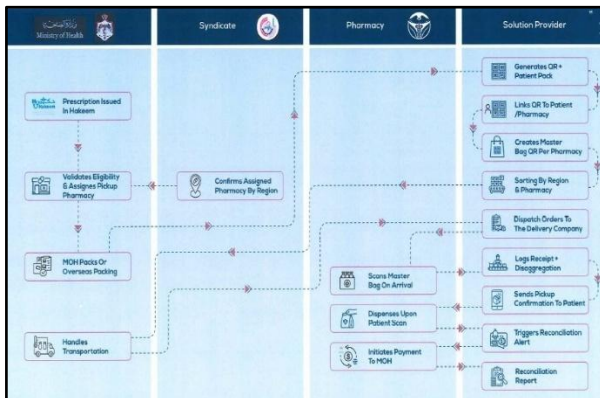 Ministry of Health
Syndicate
Pharmacy
Solution Provider
Generates QR +
Patient Pack
Prescription Issued
In Hakeem
Links QR To Patient
/Pharmacy
Creates Master
Bag QR Per Pharmacy
Validates Eligibility
& Assignes Pickup
Pharmacy
Confirms Assigned
Pharmacy By Region
Sorting By Region
& Pharmacy
Dispatch Orders To
The Delivery Company
MOH Packs Or
Overseas Packing
Scans Master
Bag On Arrival
Logs Receipt +
Disaggregation
Sends Pickup
Confirmation To Patient
Dispenses Upon
Patient Scan
Handles
Transportation
Triggers Reconciliation
Alert
Initiates Payment
To MOH
Reconciliation
Report